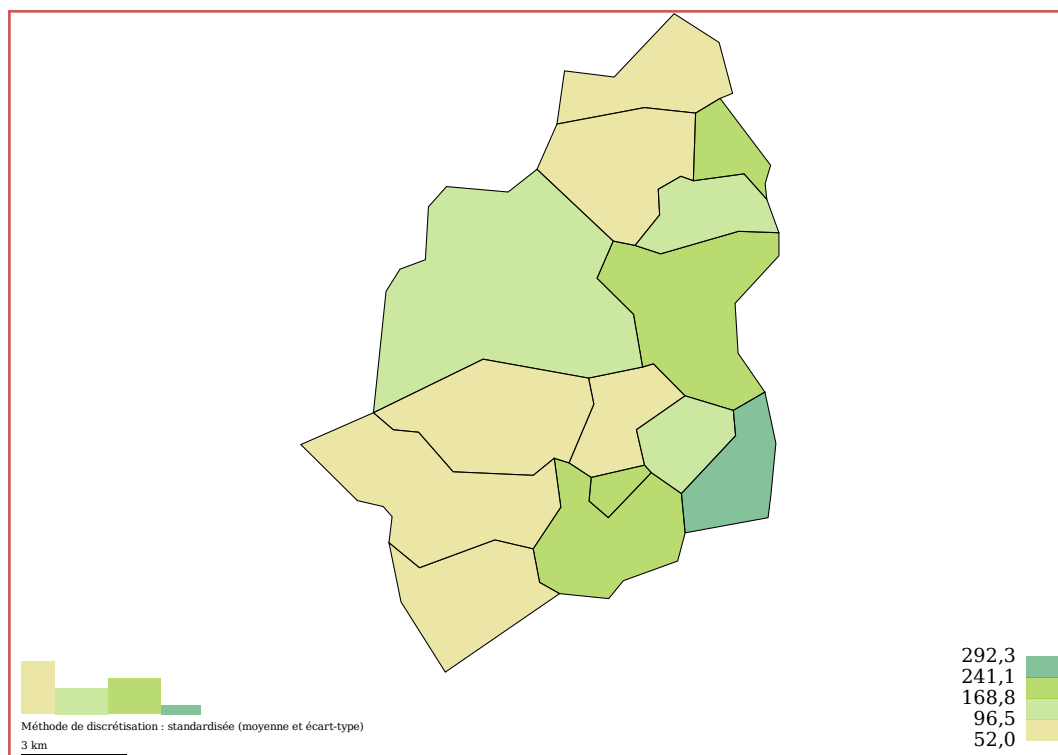 292,3
241,1
168,8
96,5
52,0
Méthode de discrétisation : standardisée (moyenne et écart-type)
3 km